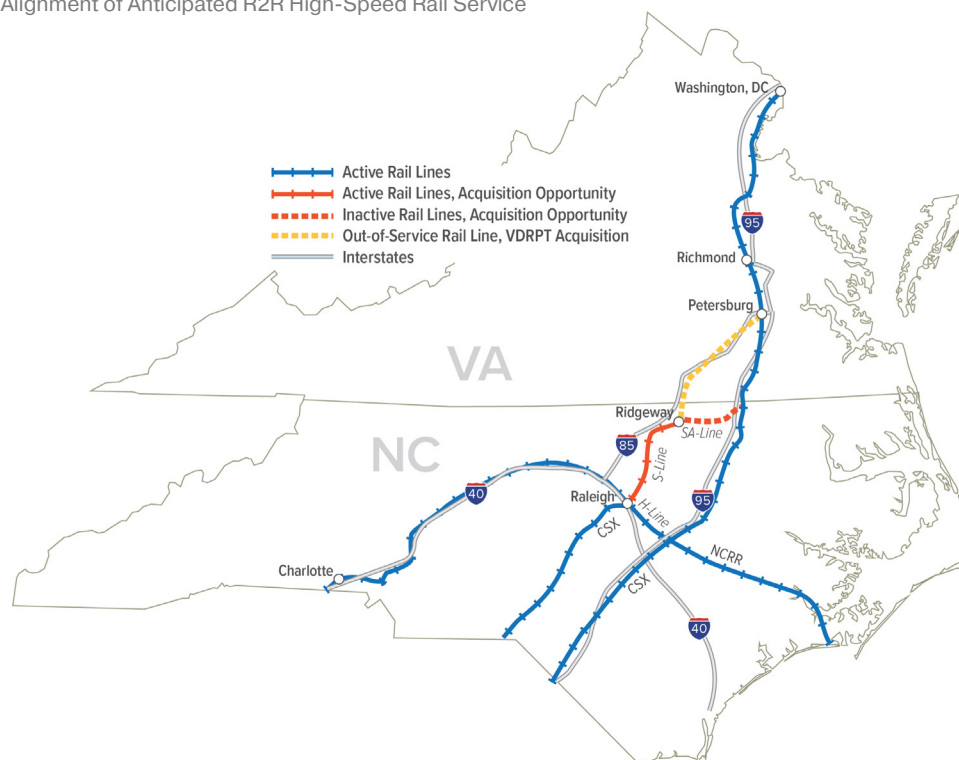 Alignment of Anticipated R2R High-Speed Rail Service
Washington, DC
Active Rail Lines
Active Rail Lines, Acquisition Opportunity
Inactive Rail Lines, Acquisition Opportunity
Out-of-Service Rail Line, VDRPT Acquisition
Interstates
95
Richmond
Petersburg
VA
Ridgeway
SA-Line
NC
85
S-Line
40
Raleigh
95
H-Line
CSX
NCRR
Charlotte
CSX
40